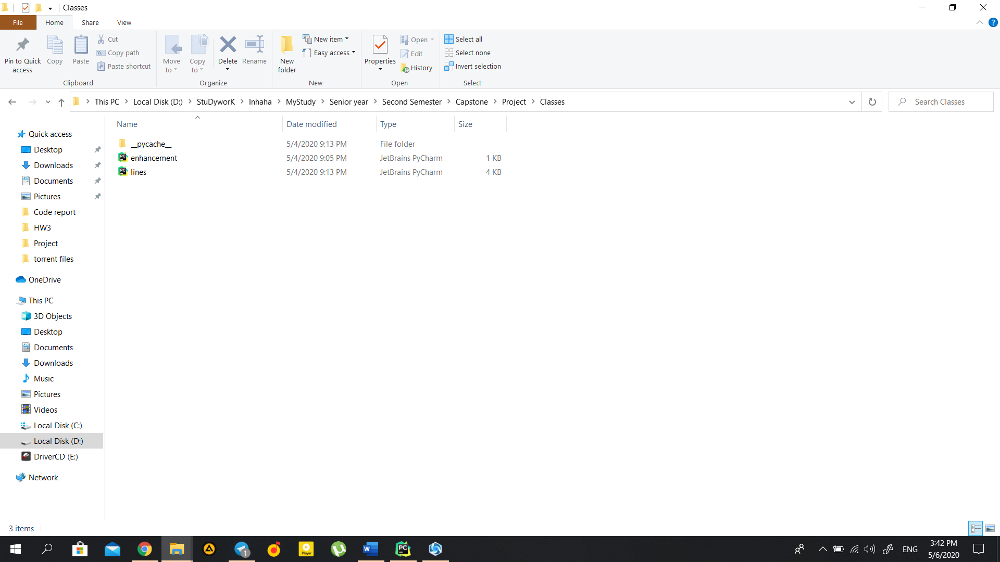 Classes
File Home Share View
Pin to Quick access
Copy
Paste
Cut
Copy path
Paste shortcut
Clipboard
Move to
Copy to
Delete
Rename
Organize
New folder
New item
Easy access
New
Properties
Open
Edit
History
Open
Select all
Select none
Invert selection
Select
This PC Local Disk (D:) StuDyworK Inhaha MyStudy Senior year Second Semester Capstone Project Classes
Search Classes
Name Date modified Type Size
__pycache__ 5/4/2020 9:13 PM File folder
enhancement 5/4/2020 9:05 PM JetBrains PyCharm 1 KB
lines 5/4/2020 9:13 PM JetBrains PyCharm 4 KB
Quick access
Desktop
Downloads
Documents
Pictures
Code report
HW3
Project
torrent files
OneDrive
This PC
3D Objects
Desktop
Documents
Downloads
Music
Pictures
Videos
Local Disk (C:)
Local Disk (D:)
DriverCD (E:)
Network
3 items
1
Player
W
PC
ENG
3:42 PM
5/6/2020